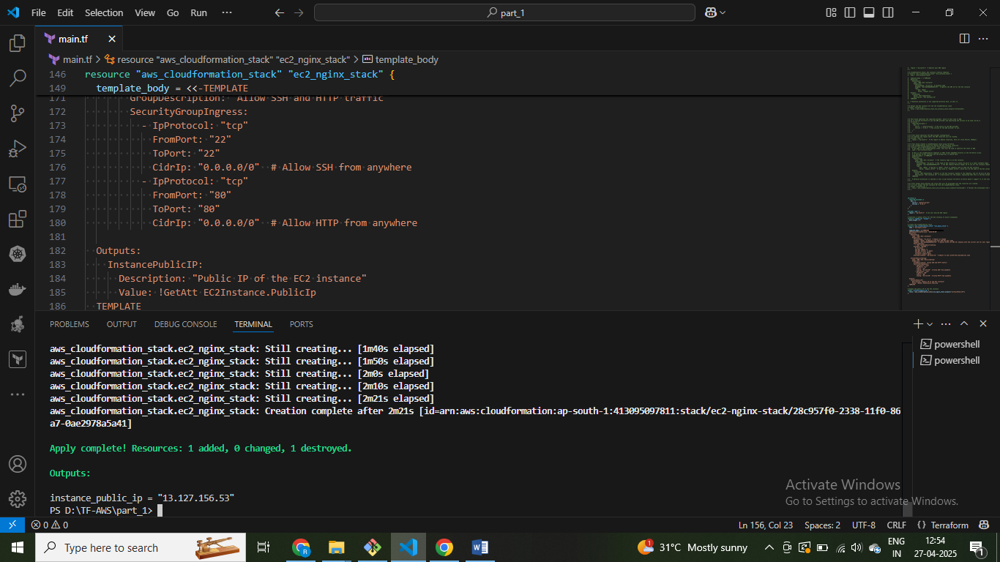 File Edit Selection View Go Run ··· part_1
main.tf
main.tf > resource "aws_cloudformation_stack" "ec2_nginx_stack" > template_body
146 resource "aws_cloudformation_stack" "ec2_nginx_stack" {
149 template_body = <<-TEMPLATE
171 GroupDescription: "Allow SSH and HTTP traffic"
172 SecurityGroupIngress:
173 - IpProtocol: "tcp"
174 FromPort: "22"
175 ToPort: "22"
176 CidrIp: "0.0.0.0/0" # Allow SSH from anywhere
177 - IpProtocol: "tcp"
178 FromPort: "80"
179 ToPort: "80"
180 CidrIp: "0.0.0.0/0" # Allow HTTP from anywhere
181
182 Outputs:
183 InstancePublicIP:
184 Description: "Public IP of the EC2 instance"
185 Value: !GetAtt EC2Instance.PublicIp
186 TEMPLATE
PROBLEMS OUTPUT DEBUG CONSOLE TERMINAL PORTS
powershell
powershell
aws_cloudformation_stack.ec2_nginx_stack: Still creating... [1m40s elapsed]
aws_cloudformation_stack.ec2_nginx_stack: Still creating... [1m50s elapsed]
aws_cloudformation_stack.ec2_nginx_stack: Still creating... [2m0s elapsed]
aws_cloudformation_stack.ec2_nginx_stack: Still creating... [2m10s elapsed]
aws_cloudformation_stack.ec2_nginx_stack: Still creating... [2m21s elapsed]
aws_cloudformation_stack.ec2_nginx_stack: Creation complete after 2m21s [id=arn:aws:cloudformation:ap-south-1:413095097811:stack/ec2-nginx-stack/28c957f0-2338-11f0-86
a7-0ae2978a5a41]
Apply complete! Resources: 1 added, 0 changed, 1 destroyed.
Outputs:
instance_public_ip = "13.127.156.53"
PS D:\TF-AWS\part_1>
Activate Windows
Go to Settings to activate Windows.
0 0 Ln 156, Col 23 Spaces: 2 UTF-8 CRLF {} Terraform
Type here to search 1 31°C Mostly sunny ENG IN 12:54 27-04-2025 1